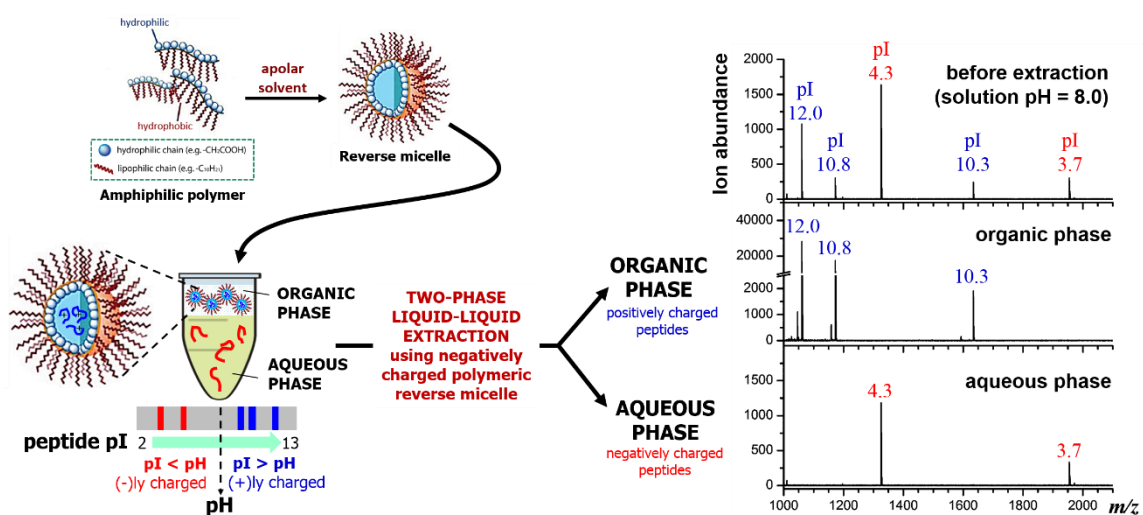 hydrophilic
hydrophobic
hydrophilic chain (e.g. -CH₂COOH)
lipophilic chain (e.g. -C₁₀H₂₁)
Amphiphilic polymer
apolar
solvent
Reverse micelle
ORGANIC
PHASE
AQUEOUS
PHASE
peptide pI
2
13
pI < pH
(-)ly charged
pI > pH
(+)ly charged
pH
TWO-PHASE
LIQUID-LIQUID
EXTRACTION
using negatively
charged polymeric
reverse micelle
ORGANIC
PHASE
positively charged
peptides
AQUEOUS
PHASE
negatively charged
peptides
Ion abundance
2000
1500
1000
500
0
pI
12.0
pI
10.8
pI
4.3
pI
10.3
pI
3.7
before extraction
(solution pH = 8.0)
40000
20000
2000
1000
0
12.0
10.8
10.3
organic phase
1500
1000
500
0
4.3
3.7
aqueous phase
1000 1200 1400 1600 1800 2000 m/z